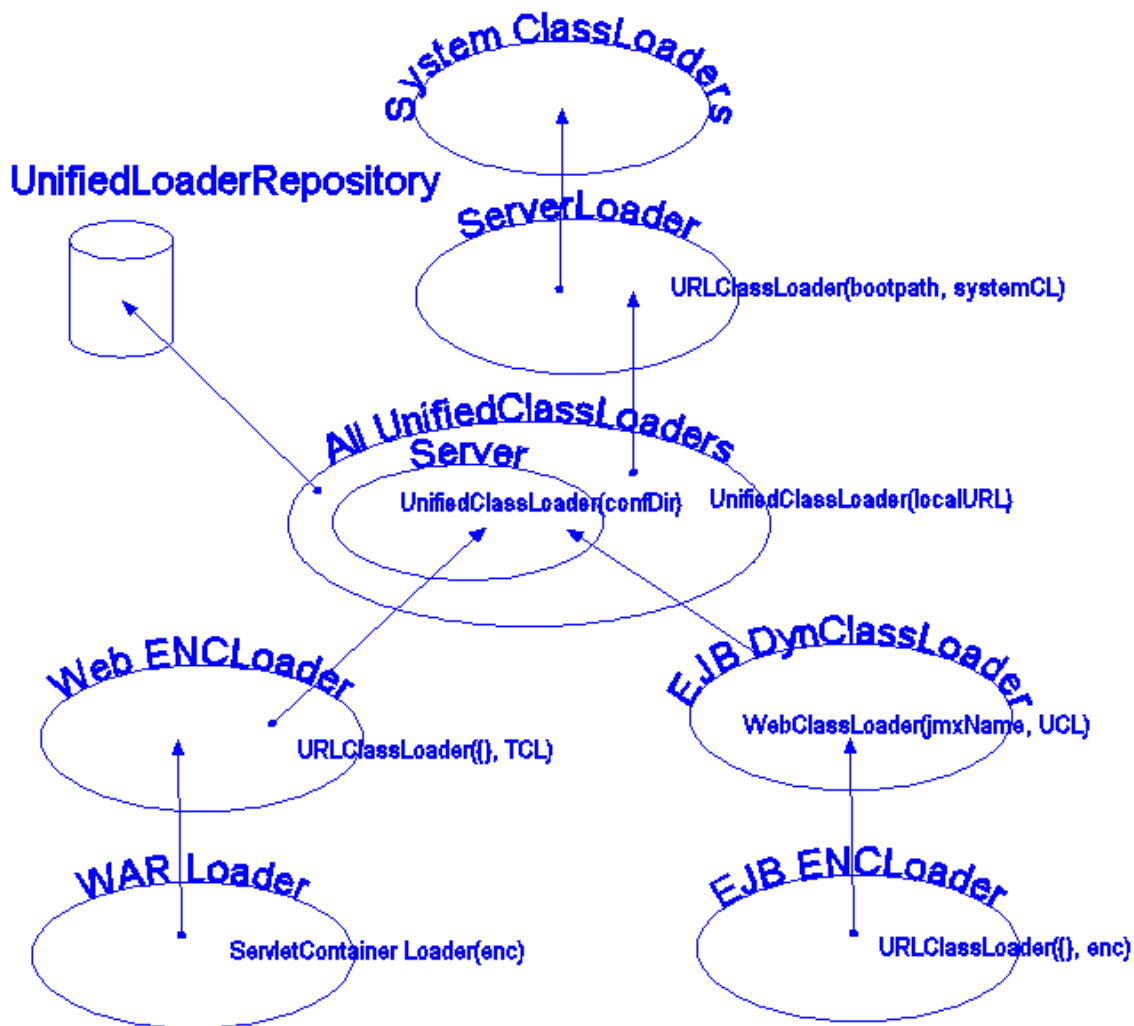 System ClassLoaders
UnifiedLoaderRepository
ServerLoader
URLClassLoader(bootpath, systemCL)
All UnifiedClassLoaders
Server
UnifiedClassLoader(confDir)
UnifiedClassLoader(localURL)
Web ENCLoader
EJB DynClassLoader
WebClassLoader(jmxName, UCL)
URLClassLoader({}, TCL)
WAR Loader
EJB ENCLoader
ServletContainer Loader(enc)
URLClassLoader({}, enc)